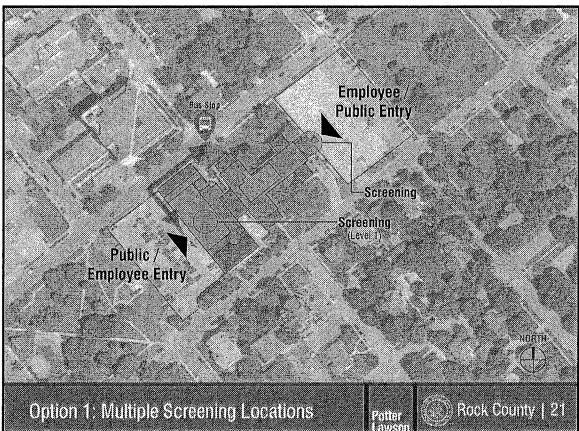 Employee /
Public Entry
Bus Stop
Screening
Screening
(Level 1)
Public /
Employee Entry
NORTH
Option 1: Multiple Screening Locations
Potter
Lawson
Rock County | 21